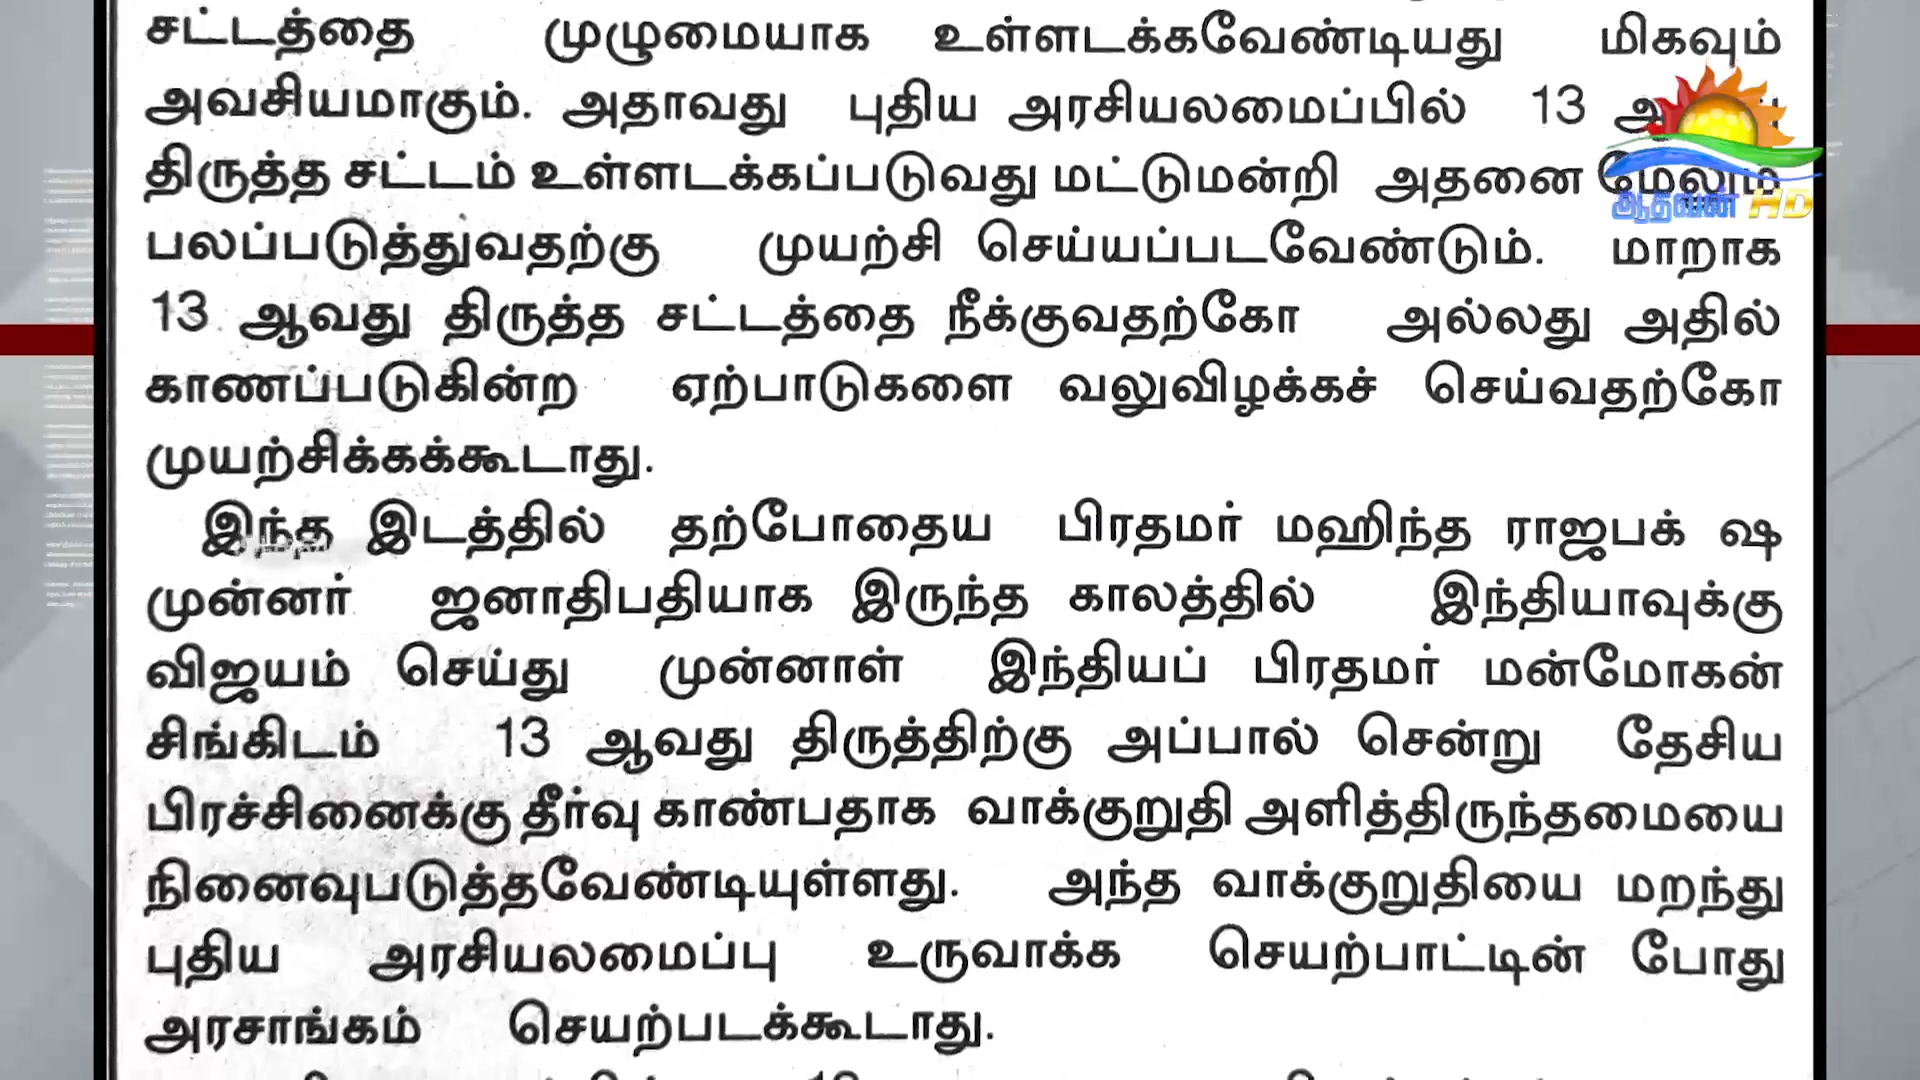 சட்டத்தை முழுமையாக உள்ளடக்கவேண்டியது மிகவும்
அவசியமாகும். அதாவது புதிய அரசியலமைப்பில் 13
திருத்த சட்டம் உள்ளடக்கப்படுவது மட்டுமன்றி அதனை மேலும்
பலப்படுத்துவதற்கு முயற்சி செய்யப்படவேண்டும். மாறாக
13 ஆவது திருத்த சட்டத்தை நீக்குவதற்கோ அல்லது அதில்
காணப்படுகின்ற ஏற்பாடுகளை வலுவிழக்கச் செய்வதற்கோ
முயற்சிக்கக்கூடாது.
இந்த இடத்தில் தற்போதைய பிரதமர் மஹிந்த ராஜபக் ஷ
முன்னர் ஜனாதிபதியாக இருந்த காலத்தில் இந்தியாவுக்கு
விஜயம் செய்து முன்னாள் இந்தியப் பிரதமர் மன்மோகன்
சிங்கிடம் 13 ஆவது திருத்திற்கு அப்பால் சென்று தேசிய
பிரச்சினைக்கு தீர்வு காண்பதாக வாக்குறுதி அளித்திருந்தமையை
நினைவுபடுத்தவேண்டியுள்ளது. அந்த வாக்குறுதியை மறந்து
புதிய அரசியலமைப்பு உருவாக்க செயற்பாட்டின் போது
அரசாங்கம் செயற்படக்கூடாது.
ஆதவன் HD